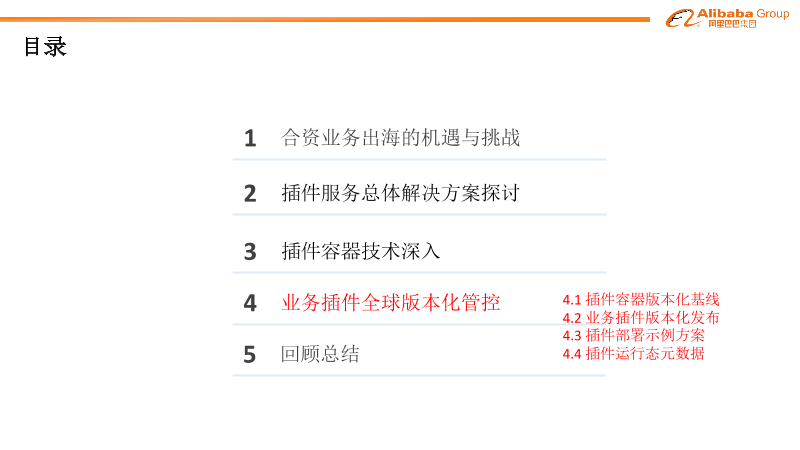 Alibaba Group
阿里巴巴集团
目录
1 合资业务出海的机遇与挑战
2 插件服务总体解决方案探讨
3 插件容器技术深入
4 业务插件全球版本化管控
4.1 插件容器版本化基线
4.2 业务插件版本化发布
4.3 插件部署示例方案
4.4 插件运行态元数据
5 回顾总结